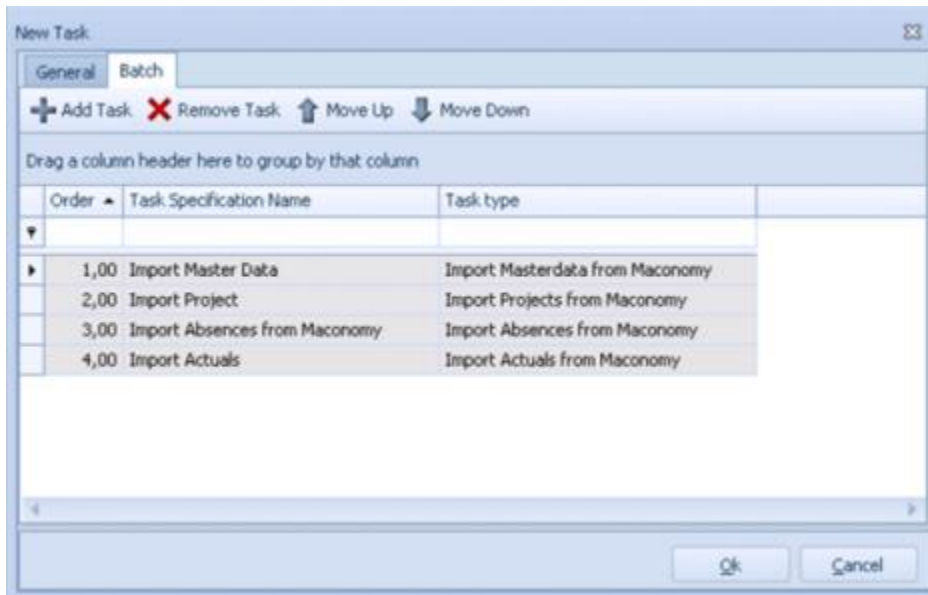 New Task
General Batch
Add Task Remove Task Move Up Move Down
Drag a column header here to group by that column
Order Task Specification Name Task type
1,00 Import Master Data Import Masterdata from Maconomy
2,00 Import Project Import Projects from Maconomy
3,00 Import Absences from Maconomy Import Absences from Maconomy
4,00 Import Actuals Import Actuals from Maconomy
Ok Cancel